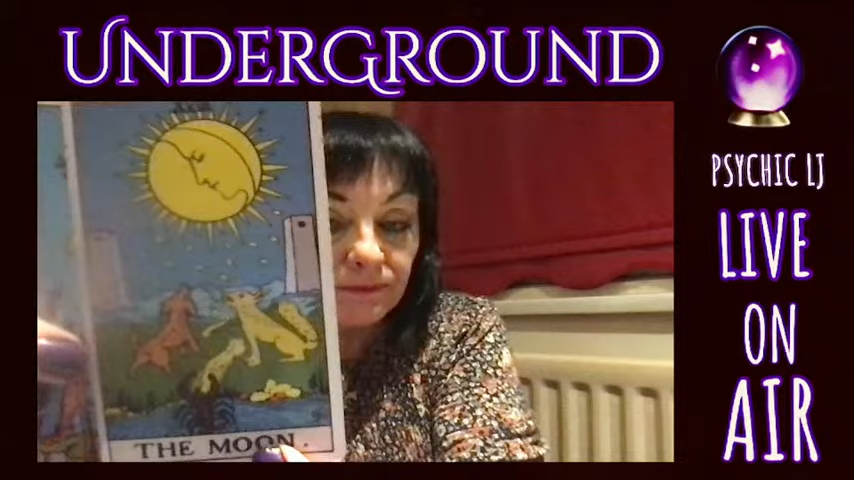 UNDERGROUND
PSYCHIC LJ
LIVE
ON
AIR
THE MOON.